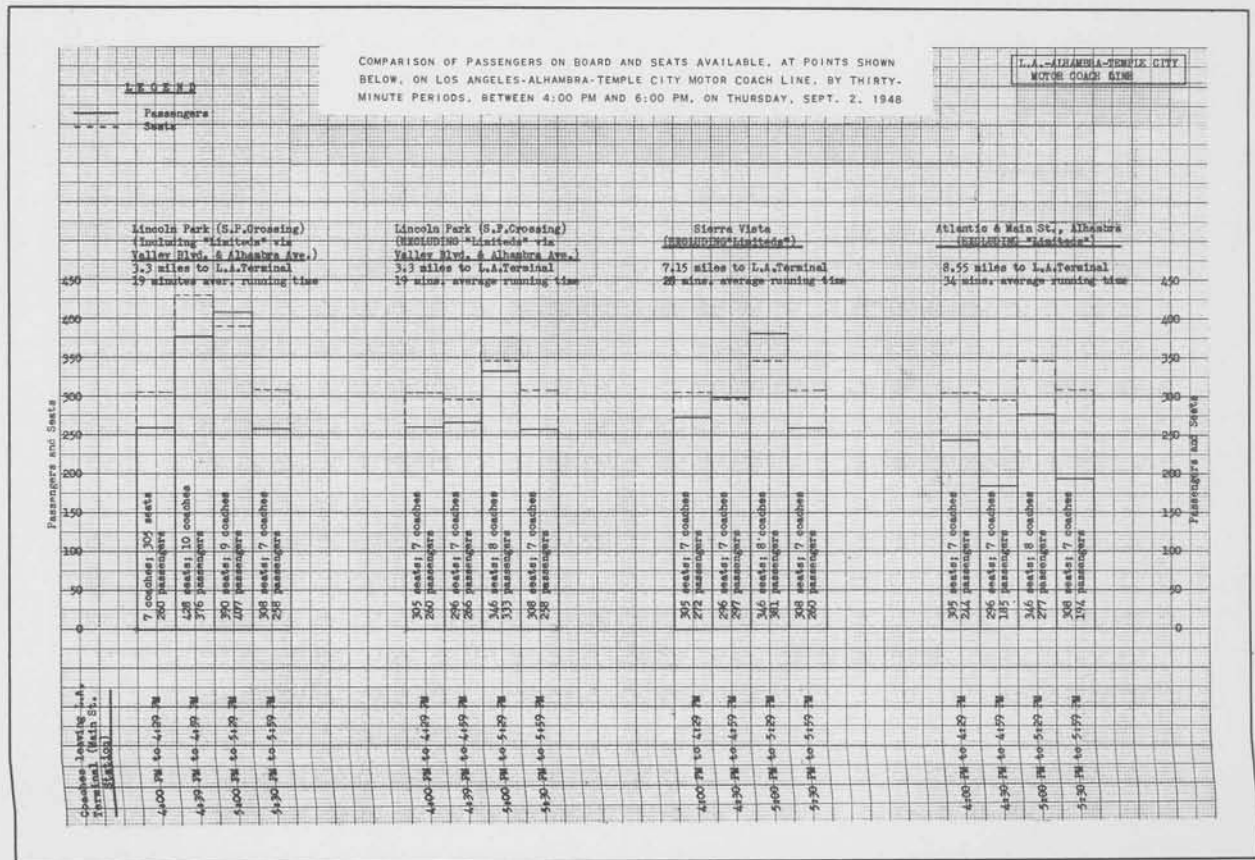 COMPARISON OF PASSENGERS ON BOARD AND SEATS AVAILABLE, AT POINTS SHOWN
BELOW, ON LOS ANGELES-ALHAMBRA-TEMPLE CITY MOTOR COACH LINE, BY THIRTY-
MINUTE PERIODS, BETWEEN 4:00 PM AND 6:00 PM, ON THURSDAY, SEPT. 2, 1948
L.A.-ALHAMBRA-TEMPLE CITY
MOTOR COACH LINE
LEGEND
Passengers
Seats
Lincoln Park (S.P.Crossing)
(Including "Limiteds" via
Valley Blvd. & Alhambra Ave.)
3.3 miles to L.A.Terminal
19 minutes aver. running time
Lincoln Park (S.P.Crossing)
(EXCLUDING "Limiteds" via
Valley Blvd. & Alhambra Ave.)
3.3 miles to L.A.Terminal
19 mins. average running time
Sierra Vista
(EXCLUDING "Limiteds")
7.15 miles to L.A.Terminal
28 mins. average running time
Atlantic & Main St., Alhambra
(EXCLUDING "Limiteds")
8.55 miles to L.A.Terminal
34 mins. average running time
Passengers and Seats
450
400
350
300
250
200
150
100
50
0
7 coaches; 305 seats
260 passengers
428 seats; 10 coaches
376 passengers
390 seats; 9 coaches
407 passengers
308 seats; 7 coaches
258 passengers
305 seats; 7 coaches
260 passengers
296 seats; 7 coaches
266 passengers
346 seats; 8 coaches
333 passengers
308 seats; 7 coaches
258 passengers
305 seats; 7 coaches
272 passengers
296 seats; 7 coaches
297 passengers
346 seats; 8 coaches
381 passengers
308 seats; 7 coaches
260 passengers
305 seats; 7 coaches
244 passengers
296 seats; 7 coaches
185 passengers
346 seats; 8 coaches
277 passengers
308 seats; 7 coaches
194 passengers
450
400
350
300
250
200
150
100
50
0
Passengers and Seats
Coaches leaving L.A.
Terminal (Main St.
Station)
4:00 PM to 4:29 PM
4:39 PM to 4:59 PM
5:00 PM to 5:29 PM
5:30 PM to 5:59 PM
4:00 PM to 4:29 PM
4:39 PM to 4:59 PM
5:00 PM to 5:29 PM
5:30 PM to 5:59 PM
4:00 PM to 4:29 PM
4:30 PM to 4:59 PM
5:00 PM to 5:29 PM
5:30 PM to 5:59 PM
4:00 PM to 4:29 PM
4:30 PM to 4:59 PM
5:00 PM to 5:29 PM
5:30 PM to 5:59 PM